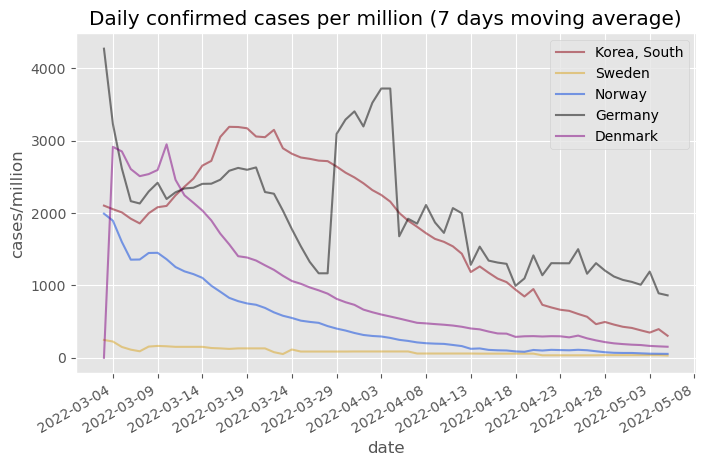 Daily confirmed cases per million (7 days moving average)
Korea, South
Sweden
Norway
Germany
Denmark
cases/million
4000
3000
2000
1000
0
2022-03-04
2022-03-09
2022-03-14
2022-03-19
2022-03-24
2022-03-29
2022-04-03
2022-04-08
2022-04-13
2022-04-18
2022-04-23
2022-04-28
2022-05-03
2022-05-08
date